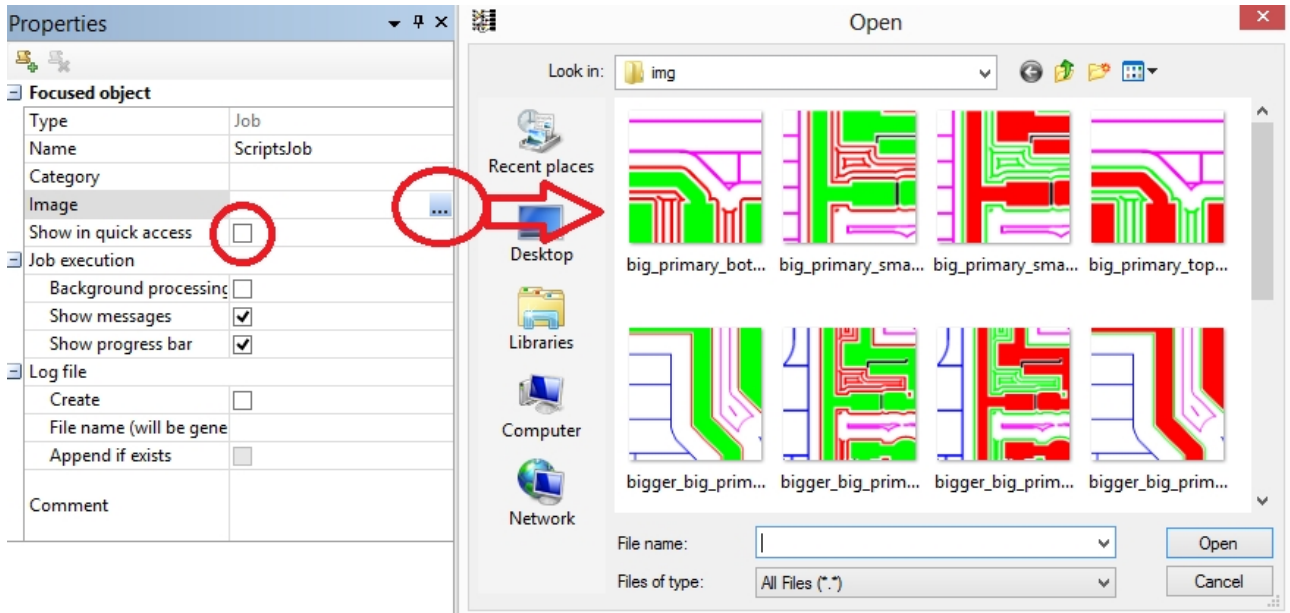 Properties
Focused object
Type Job
Name ScriptsJob
Category
Image ...
Show in quick access
Job execution
Background processing
Show messages
Show progress bar
Log file
Create
File name (will be gene
Append if exists
Comment
Open
Look in: img
Recent places
Desktop
Libraries
Computer
Network
big_primary_bot... big_primary_sma... big_primary_sma... big_primary_top...
bigger_big_prim... bigger_big_prim... bigger_big_prim... bigger_big_prim...
File name: Open
Files of type: All Files (*.*) Cancel